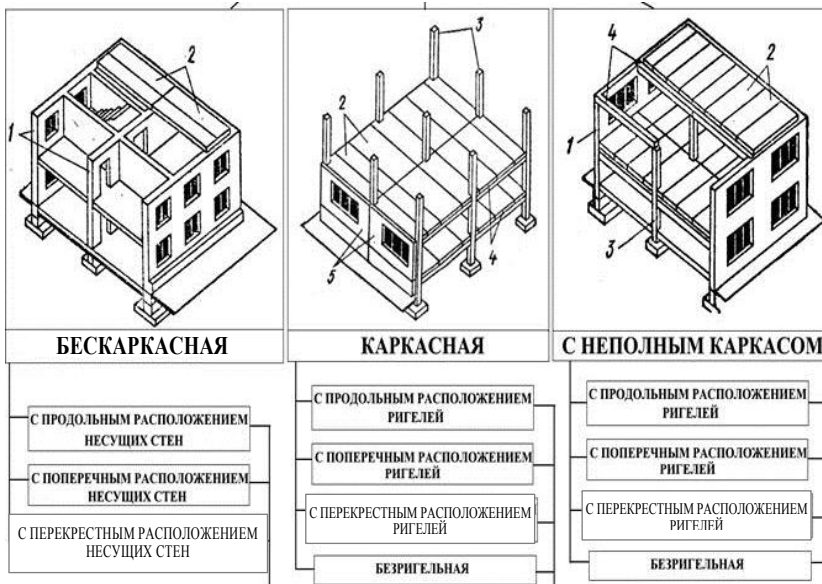 2
1
БЕСКАРКАСНАЯ
С ПРОДОЛЬНЫМ РАСПОЛОЖЕНИЕМ
НЕСУЩИХ СТЕН
С ПОПЕРЕЧНЫМ РАСПОЛОЖЕНИЕМ
НЕСУЩИХ СТЕН
С ПЕРЕКРЕСТНЫМ РАСПОЛОЖЕНИЕМ
НЕСУЩИХ СТЕН
3
2
4
5
КАРКАСНАЯ
С ПРОДОЛЬНЫМ РАСПОЛОЖЕНИЕМ
РИГЕЛЕЙ
С ПОПЕРЕЧНЫМ РАСПОЛОЖЕНИЕМ
РИГЕЛЕЙ
С ПЕРЕКРЕСТНЫМ РАСПОЛОЖЕНИЕМ
РИГЕЛЕЙ
БЕЗРИГЕЛЬНАЯ
4
2
1
3
С НЕПОЛНЫМ КАРКАСОМ
С ПРОДОЛЬНЫМ РАСПОЛОЖЕНИЕМ
РИГЕЛЕЙ
С ПОПЕРЕЧНЫМ РАСПОЛОЖЕНИЕМ
РИГЕЛЕЙ
С ПЕРЕКРЕСТНЫМ РАСПОЛОЖЕНИЕМ
РИГЕЛЕЙ
БЕЗРИГЕЛЬНАЯ